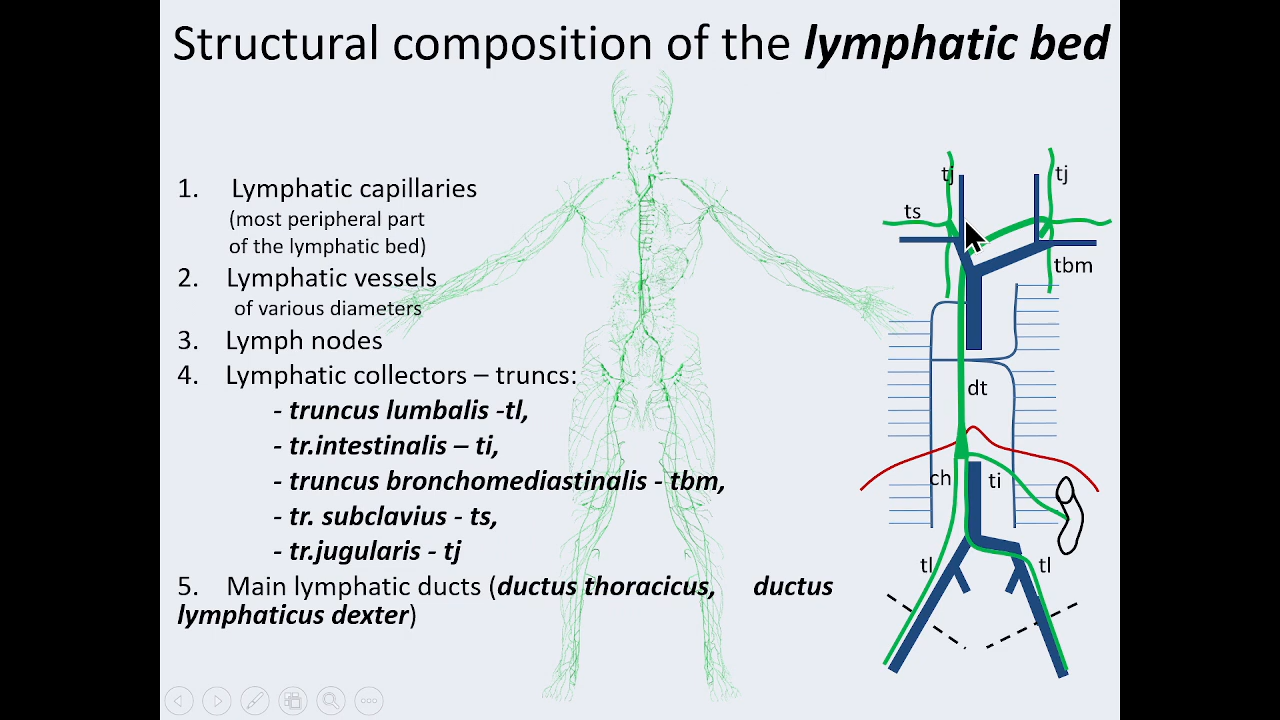 Structural composition of the lymphatic bed
1. Lymphatic capillaries
(most peripheral part
of the lymphatic bed)
2. Lymphatic vessels
of various diameters
3. Lymph nodes
4. Lymphatic collectors – truncs:
- truncus lumbalis -tl,
- tr.intestinalis – ti,
- truncus bronchomediastinalis - tbm,
- tr. subclavius - ts,
- tr.jugularis - tj
5. Main lymphatic ducts (ductus thoracicus, ductus
lymphaticus dexter)
tj
tj
ts
tbm
dt
ch
ti
tl
tl